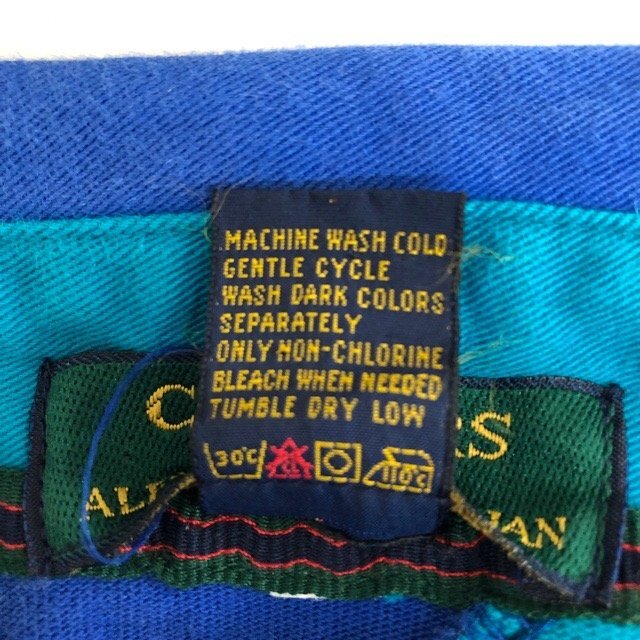 MACHINE WASH COLD
GENTLE CYCLE
WASH DARK COLORS
SEPARATELY
ONLY NON-CHLORINE
BLEACH WHEN NEEDED
TUMBLE DRY LOW
30°C CL 110°C